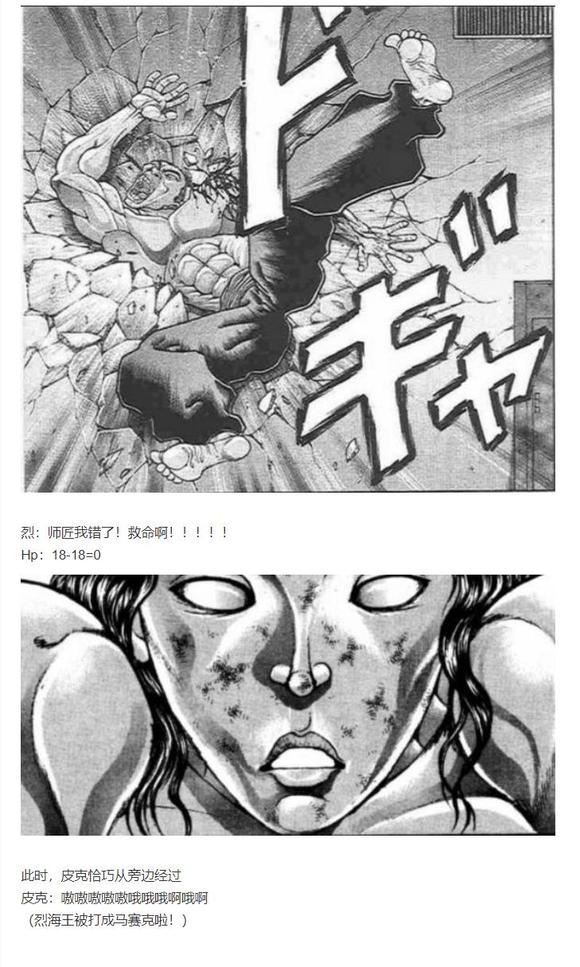 ドギャ"
烈：师匠我错了！救命啊！！！！！
Hp：18-18=0
此时，皮克恰巧从旁边经过
皮克：嗷嗷嗷嗷嗷哦哦哦啊哦啊
（烈海王被打成马赛克啦！）